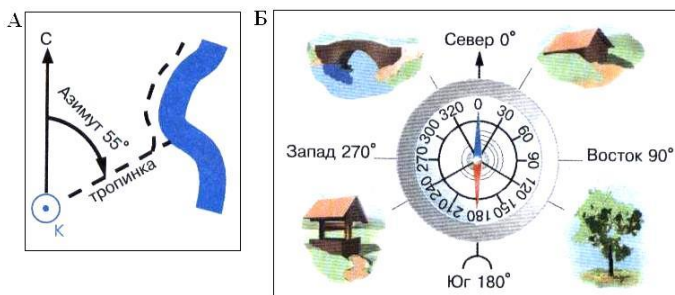 А
С
Азимут 55°
тропинка
К
Б
Север 0°
Запад 270°
Восток 90°
Юг 180°
0
30
60
90
120
150
180
210
240
270
300
320